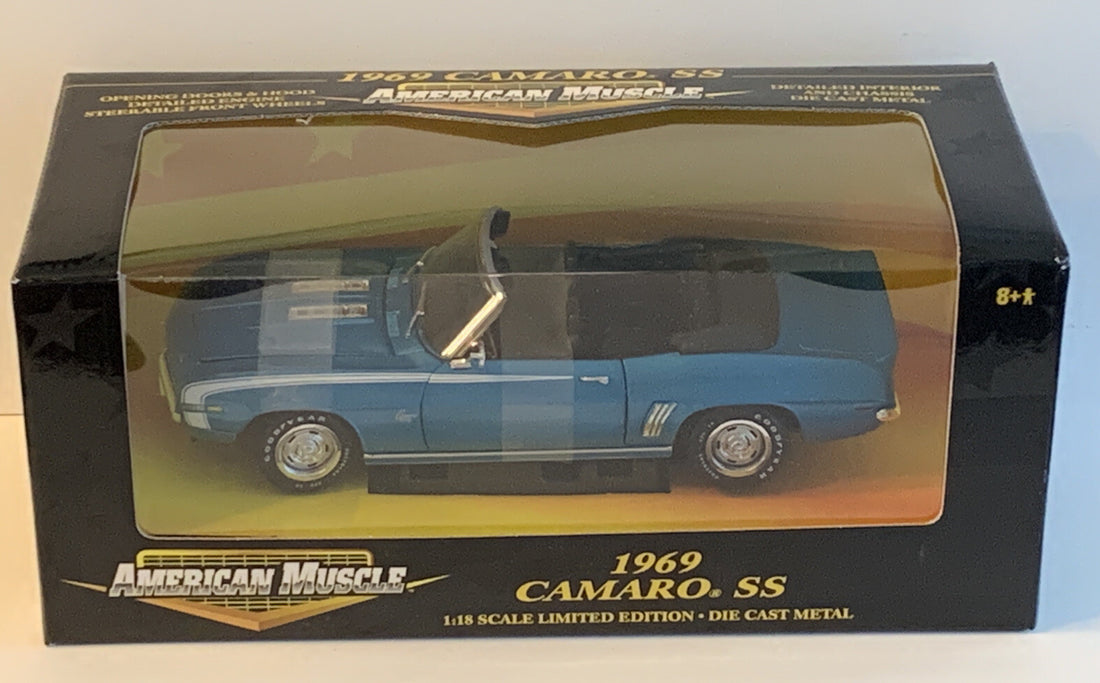 1969 CAMARO® SS
AMERICAN MUSCLE
OPENING DOORS & HOOD
DETAILED ENGINE
STEERABLE FRONT WHEELS
DETAILED INTERIOR
AND CHASSIS
DIE CAST METAL
8+
GOODYEAR
GOODYEAR
AMERICAN MUSCLE
1969
CAMARO® SS
1:18 SCALE LIMITED EDITION • DIE CAST METAL